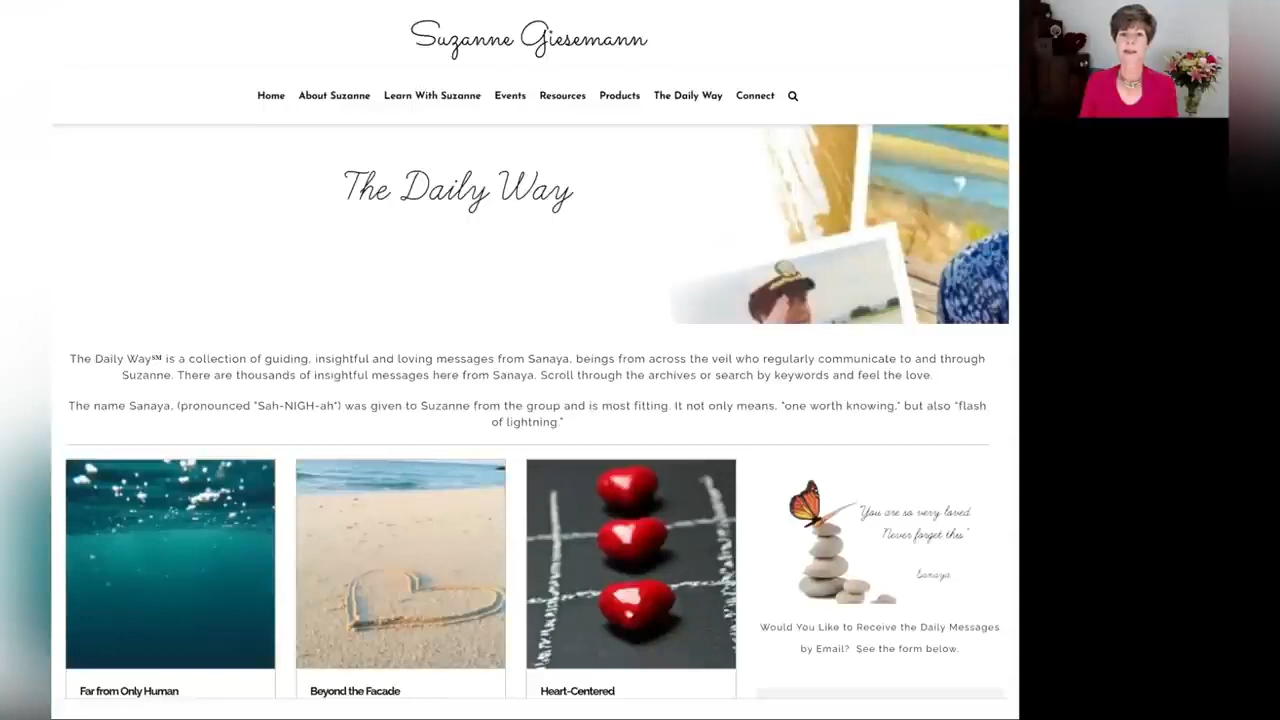 Suzanne Giesemann
Home About Suzanne Learn With Suzanne Events Resources Products The Daily Way Connect
The Daily Way
The Daily Way℠ is a collection of guiding, insightful and loving messages from Sanaya, beings from across the veil who regularly communicate to and through
Suzanne. There are thousands of insightful messages here from Sanaya. Scroll through the archives or search by keywords and feel the love.
The name Sanaya, (pronounced "Sah-NIGH-ah") was given to Suzanne from the group and is most fitting. It not only means, "one worth knowing," but also "flash
of lightning."
"You are so very loved
Never forget this"
Sanaya
Would You Like to Receive the Daily Messages
by Email? See the form below.
Far from Only Human
Beyond the Facade
Heart-Centered